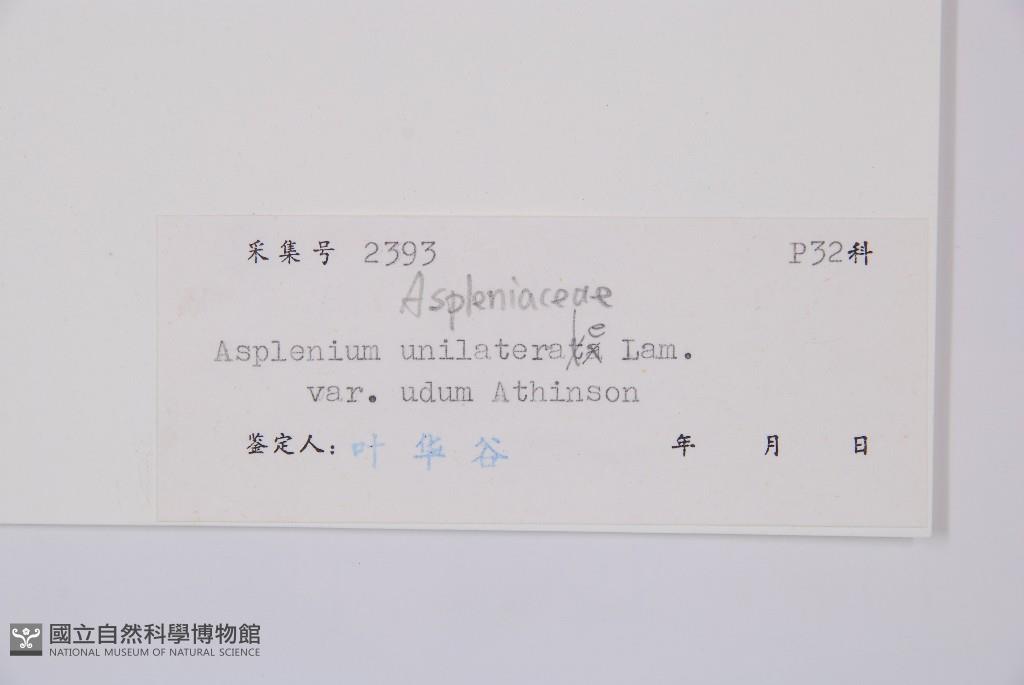 采集号 2393 P32科
Aspleniaceae
Asplenium unilaterale Lam.
var. udum Athinson
鉴定人: 叶华谷 年 月 日
國立自然科學博物館
NATIONAL MUSEUM OF NATURAL SCIENCE